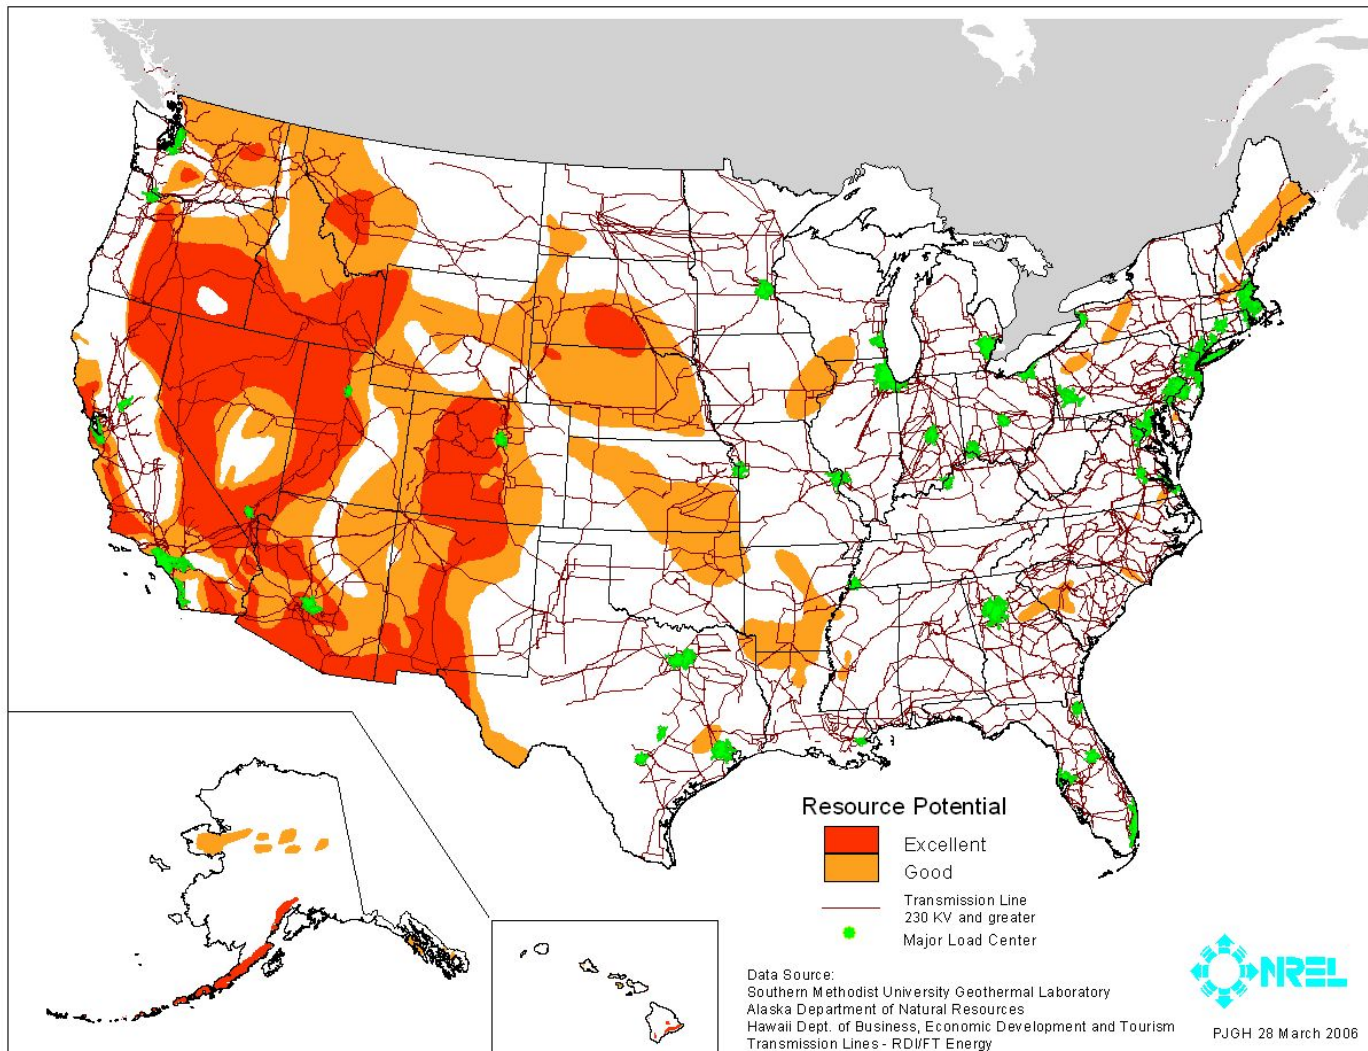 Resource Potential
Excellent
Good
Transmission Line
230 KV and greater
Major Load Center
Data Source:
Southern Methodist University Geothermal Laboratory
Alaska Department of Natural Resources
Hawaii Dept. of Business, Economic Development and Tourism
Transmission Lines - RDI/FT Energy
NREL
PJGH 28 March 2006